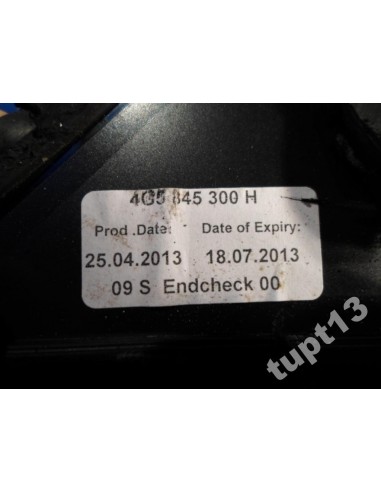 4G5 845 300 H
Prod .Date: Date of Expiry:
25.04.2013 18.07.2013
09 S Endcheck 00
tupt13